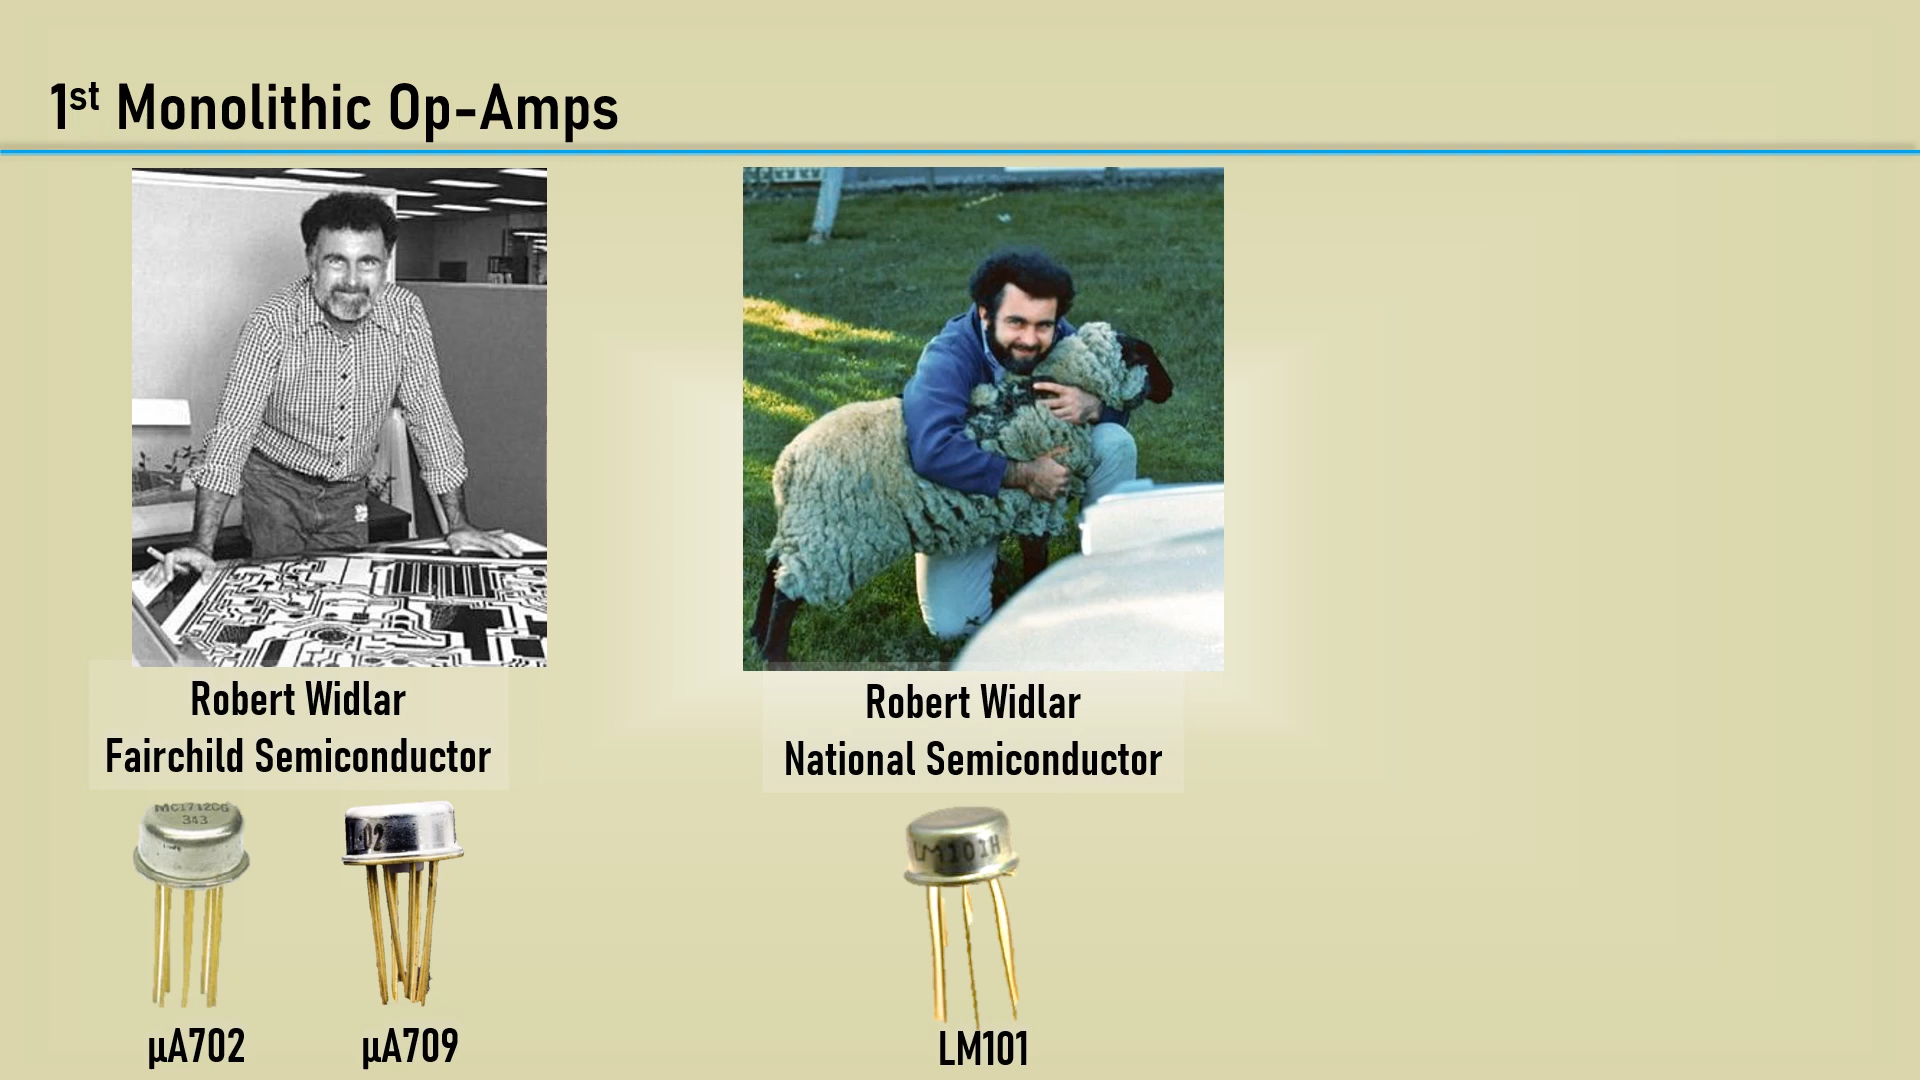 1st Monolithic Op-Amps
Robert Widlar
Fairchild Semiconductor
Robert Widlar
National Semiconductor
MC1712CG
343
LM101H
µA702
µA709
LM101